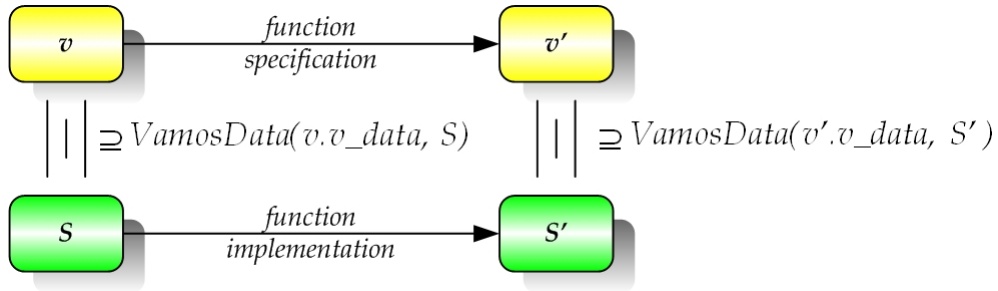 v
function
specification
v'
⊇ VamosData(v.v_data, S)
⊇ VamosData(v'.v_data, S')
S
function
implementation
S'